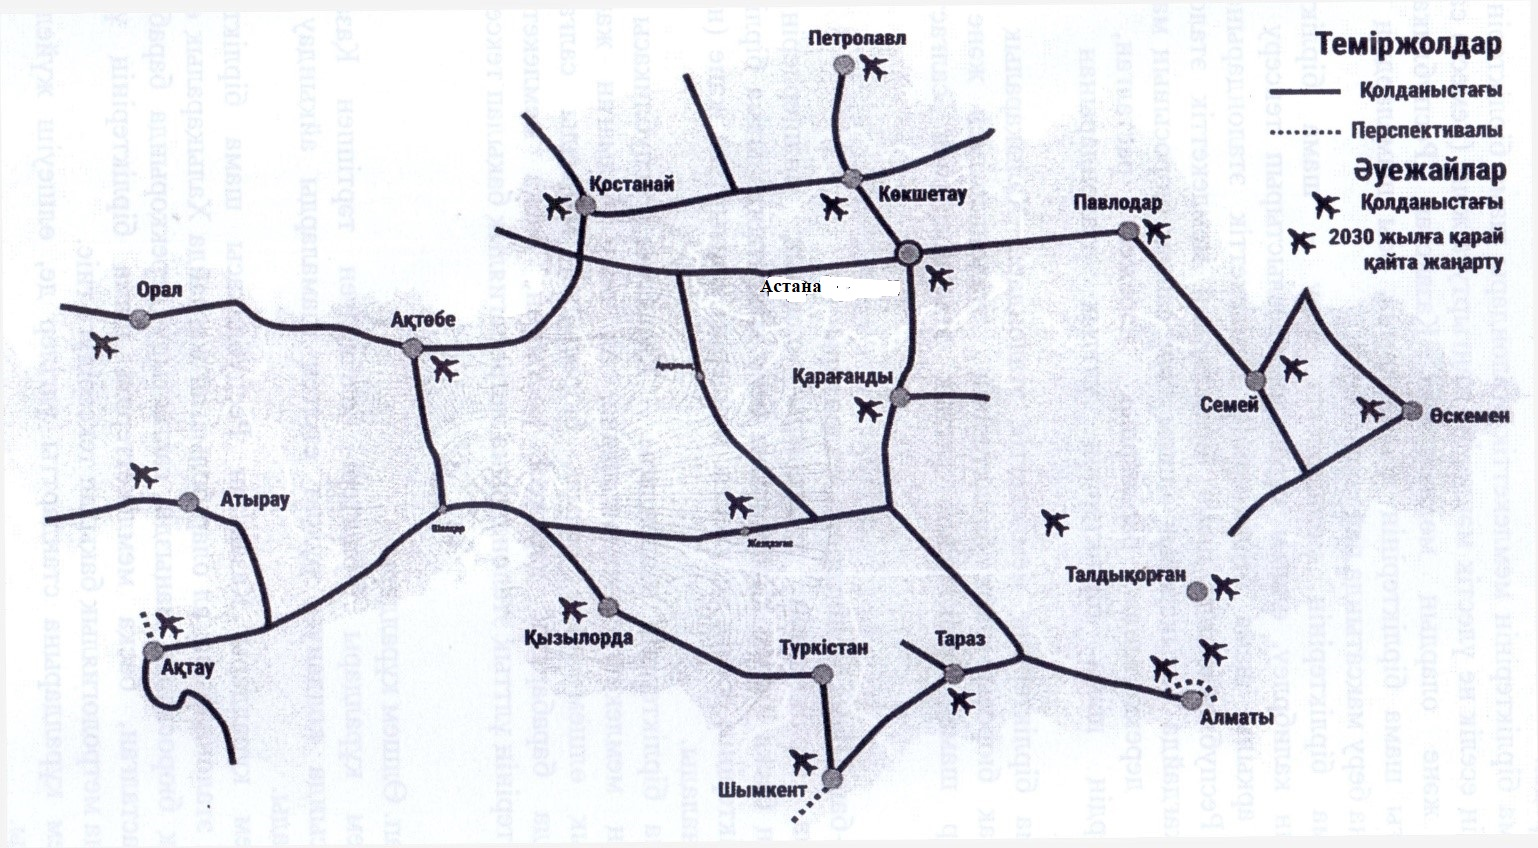 Петропавл
Теміржолдар
Қолданыстағы
Перспективалы
Әуежайлар
Қолданыстағы
2030 жылға қарай
қайта жаңарту
Қостанай
Көкшетау
Павлодар
Астана
Орал
Ақтөбе
Қарағанды
Семей
Өскемен
Атырау
Талдықорған
Қызылорда
Түркістан
Тараз
Ақтау
Алматы
Шымкент